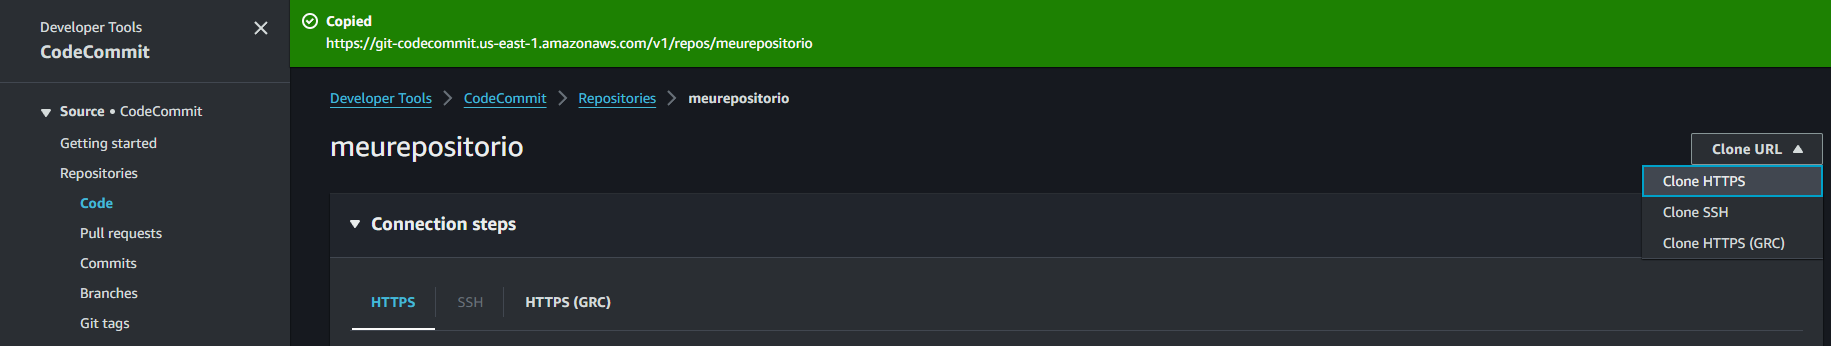 Developer Tools
CodeCommit
Source • CodeCommit
Getting started
Repositories
Code
Pull requests
Commits
Branches
Git tags
Copied
https://git-codecommit.us-east-1.amazonaws.com/v1/repos/meurepositorio
Developer Tools > CodeCommit > Repositories > meurepositorio
meurepositorio
Clone URL
Clone HTTPS
Clone SSH
Clone HTTPS (GRC)
Connection steps
HTTPS SSH HTTPS (GRC)